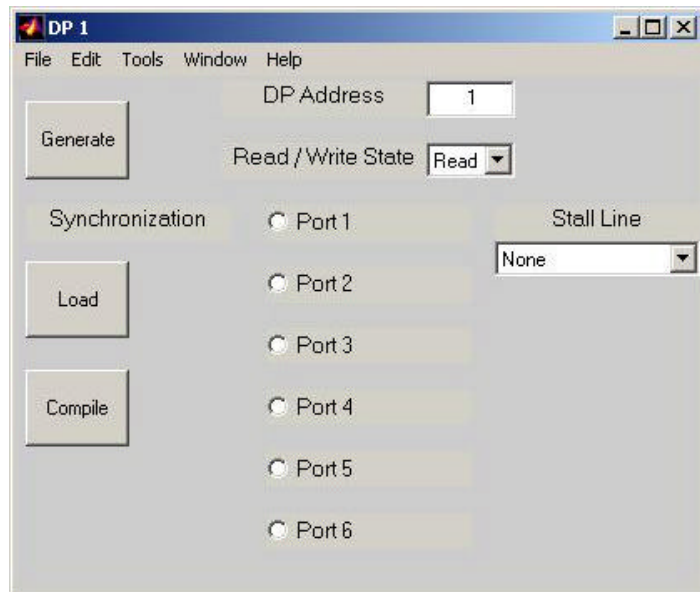 DP 1
File Edit Tools Window Help
DP Address 1
Generate
Read / Write State Read
Synchronization Port 1 Stall Line
None
Load Port 2
Port 3
Compile Port 4
Port 5
Port 6